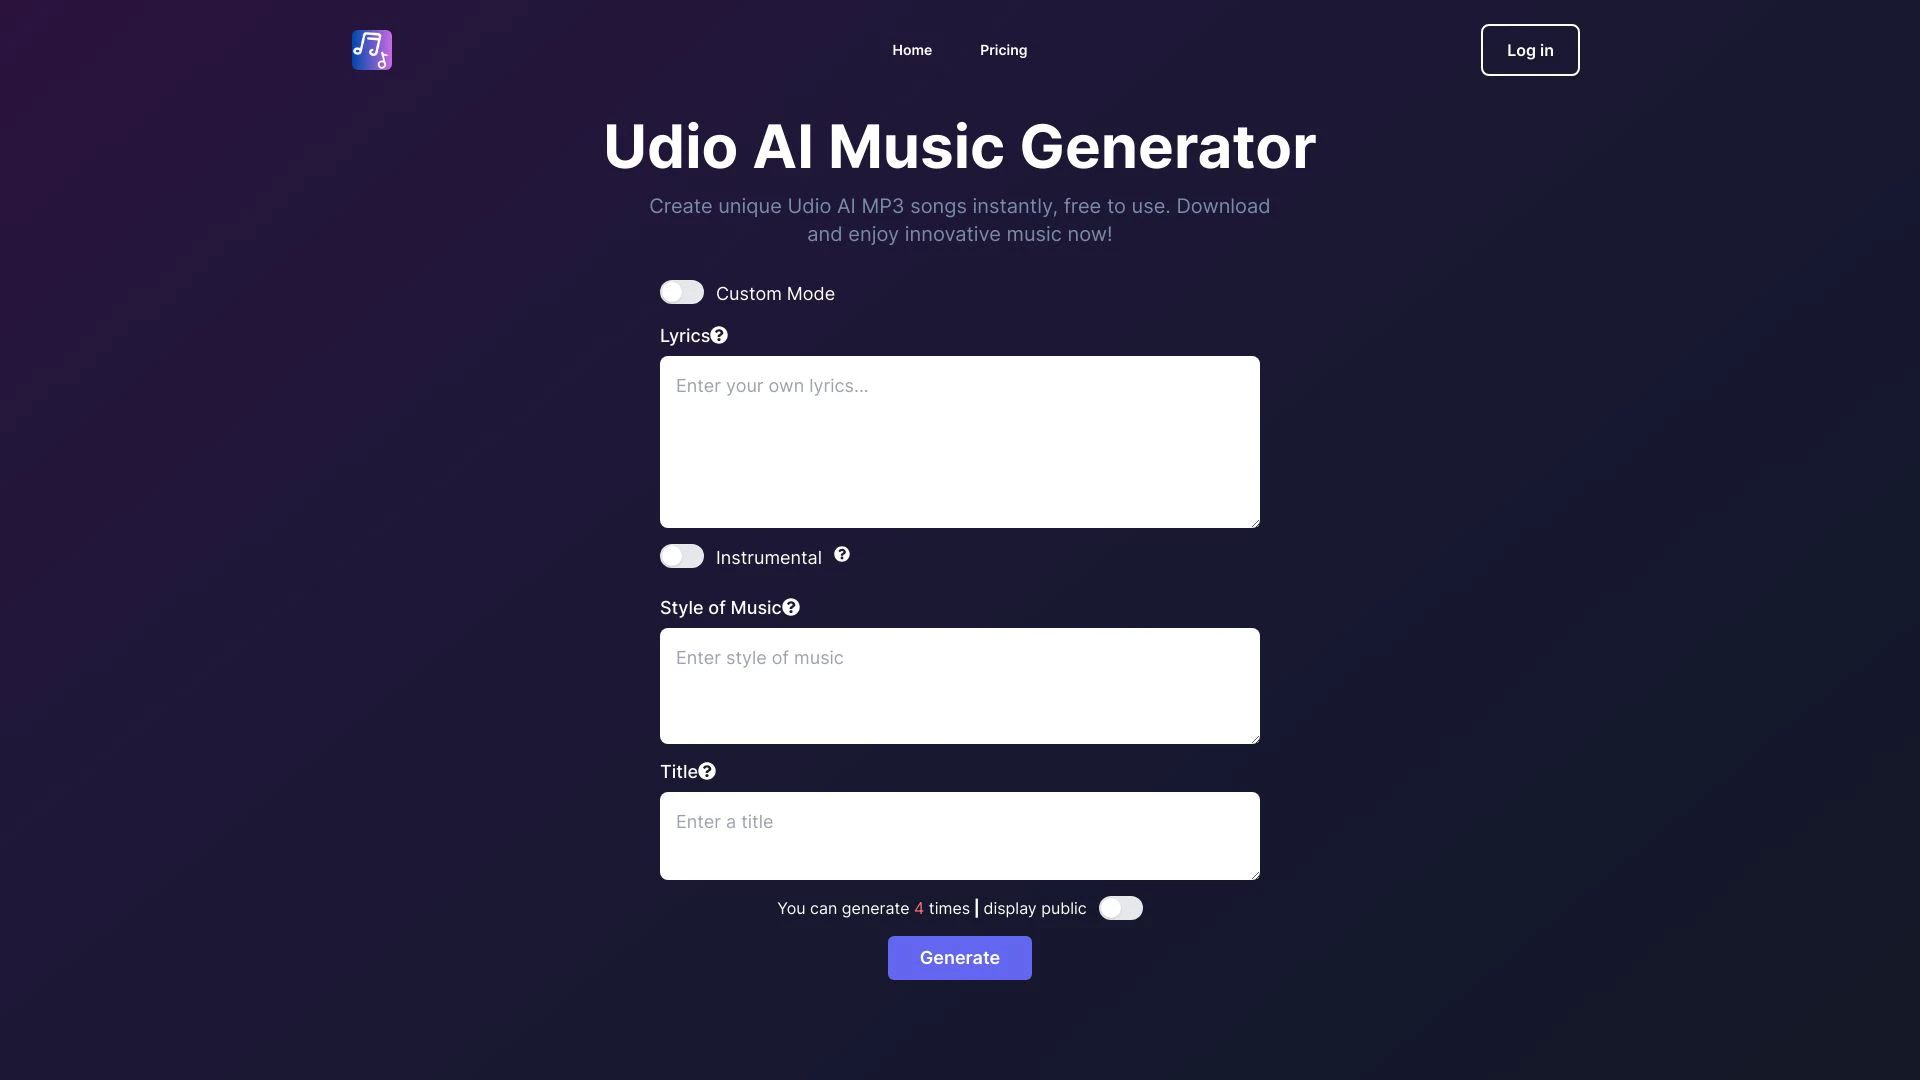 Home
Pricing
Log in
Udio AI Music Generator
Create unique Udio AI MP3 songs instantly, free to use. Download
and enjoy innovative music now!
Custom Mode
Lyrics
Enter your own lyrics...
Instrumental
Style of Music
Enter style of music
Title
Enter a title
You can generate 4 times | display public
Generate